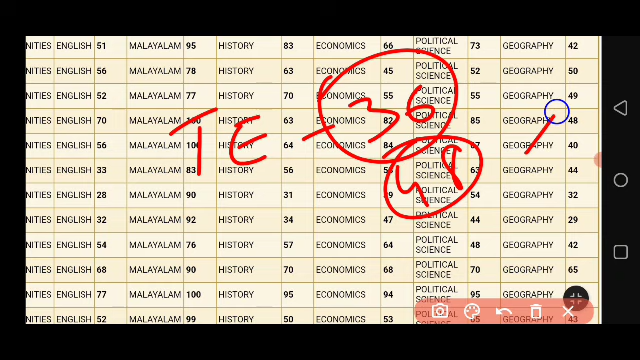 NITIES ENGLISH 51 MALAYALAM 95 HISTORY 83 ECONOMICS 66 POLITICAL SCIENCE 73 GEOGRAPHY 42
NITIES ENGLISH 56 MALAYALAM 78 HISTORY 63 ECONOMICS 45 POLITICAL SCIENCE 52 GEOGRAPHY 50
NITIES ENGLISH 52 MALAYALAM 77 HISTORY 70 ECONOMICS 55 POLITICAL SCIENCE 55 GEOGRAPHY 49
NITIES ENGLISH 70 MALAYALAM 100 HISTORY 63 ECONOMICS 82 POLITICAL SCIENCE 85 GEOGRAPHY 48
NITIES ENGLISH 56 MALAYALAM 100 HISTORY 64 ECONOMICS 84 POLITICAL SCIENCE GEOGRAPHY 40
NITIES ENGLISH 33 MALAYALAM 83 HISTORY 56 ECONOMICS POLITICAL SCIENCE 63 GEOGRAPHY 44
NITIES ENGLISH 28 MALAYALAM 90 HISTORY 31 ECONOMICS POLITICAL SCIENCE 54 GEOGRAPHY 32
NITIES ENGLISH 32 MALAYALAM 92 HISTORY 34 ECONOMICS 47 POLITICAL SCIENCE 44 GEOGRAPHY 29
NITIES ENGLISH 54 MALAYALAM 76 HISTORY 57 ECONOMICS 64 POLITICAL SCIENCE 48 GEOGRAPHY 42
NITIES ENGLISH 68 MALAYALAM 90 HISTORY 70 ECONOMICS 68 POLITICAL SCIENCE 70 GEOGRAPHY 65
NITIES ENGLISH 77 MALAYALAM 100 HISTORY 95 ECONOMICS 94 POLITICAL SCIENCE 95 GEOGRAPHY
NITIES ENGLISH 52 MALAYALAM 99 HISTORY 50 ECONOMICS 53 POLITICAL GEOGRAPHY 43
TE - 36
48